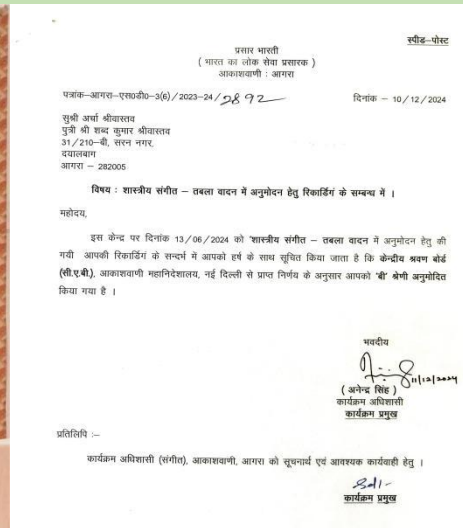 स्पीड–पोस्ट
प्रसार भारती
( भारत का लोक सेवा प्रसारक )
आकाशवाणी : आगरा
पत्रांक–आगरा–एस0डी0–3(6)/2023–24/2892
दिनांक – 10/12/2024
सुश्री अर्चा श्रीवास्तव
पुत्री श्री शब्द कुमार श्रीवास्तव
31/210–बी, सरन नगर,
दयालबाग
आगरा – 282005
विषय : शास्त्रीय संगीत – तबला वादन में अनुमोदन हेतु रिकार्डिंग के सम्बन्ध में ।
महोदय,
इस केन्द्र पर दिनांक 13/06/2024 को 'शास्त्रीय संगीत – तबला वादन में अनुमोदन हेतु की
गयी आपकी रिकार्डिंग के सन्दर्भ में आपको हर्ष के साथ सूचित किया जाता है कि केन्द्रीय श्रवण बोर्ड
(सी.ए.बी.), आकाशवाणी महानिदेशालय, नई दिल्ली से प्राप्त निर्णय के अनुसार आपको 'बी' श्रेणी अनुमोदित
किया गया है ।
भवदीय
11/12/2024
( अनेन्द्र सिंह )
कार्यक्रम अधिशासी
कार्यक्रम प्रमुख
प्रतिलिपि :–
कार्यक्रम अधिशासी (संगीत), आकाशवाणी, आगरा को सूचनार्थ एवं आवश्यक कार्यवाही हेतु ।
Sd/-
कार्यक्रम प्रमुख